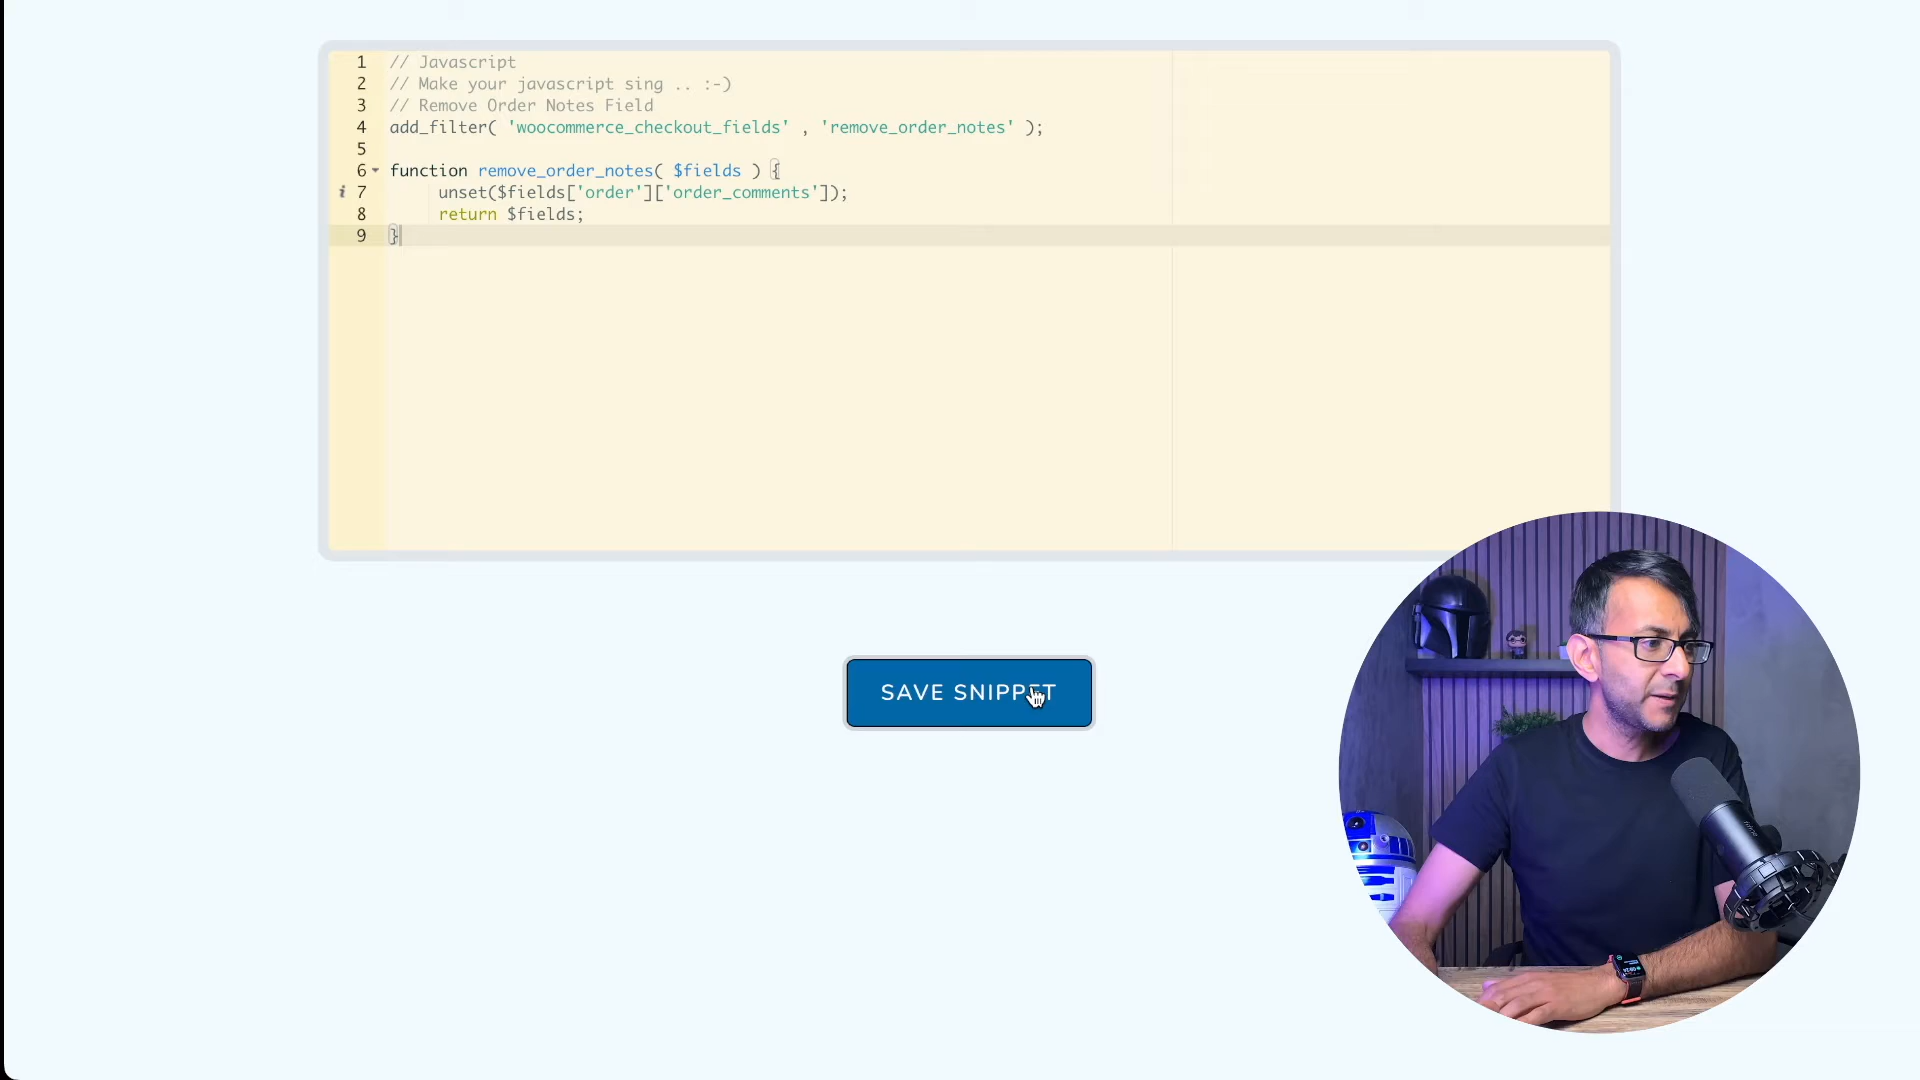 1 // Javascript
2 // Make your javascript sing .. :-)
3 // Remove Order Notes Field
4 add_filter( 'woocommerce_checkout_fields' , 'remove_order_notes' );
5
6 function remove_order_notes( $fields ) {
i 7 unset($fields['order']['order_comments']);
8 return $fields;
9 }
SAVE SNIPPET